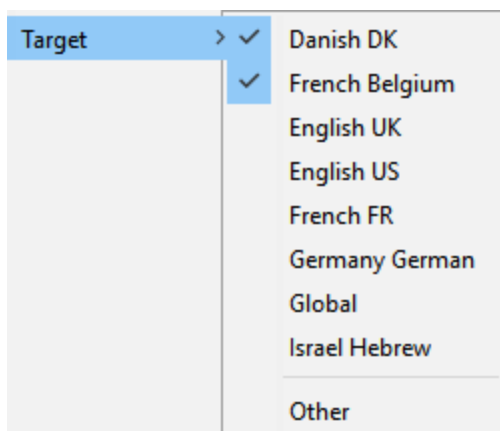 Target
Danish DK
French Belgium
English UK
English US
French FR
Germany German
Global
Israel Hebrew
Other